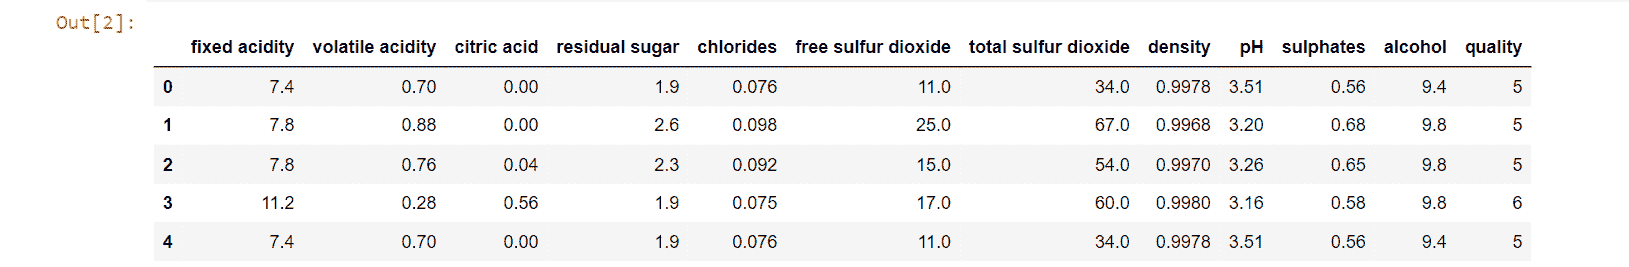 Out[2]:
fixed acidity volatile acidity citric acid residual sugar chlorides free sulfur dioxide total sulfur dioxide density pH sulphates alcohol quality
0 7.4 0.70 0.00 1.9 0.076 11.0 34.0 0.9978 3.51 0.56 9.4 5
1 7.8 0.88 0.00 2.6 0.098 25.0 67.0 0.9968 3.20 0.68 9.8 5
2 7.8 0.76 0.04 2.3 0.092 15.0 54.0 0.9970 3.26 0.65 9.8 5
3 11.2 0.28 0.56 1.9 0.075 17.0 60.0 0.9980 3.16 0.58 9.8 6
4 7.4 0.70 0.00 1.9 0.076 11.0 34.0 0.9978 3.51 0.56 9.4 5